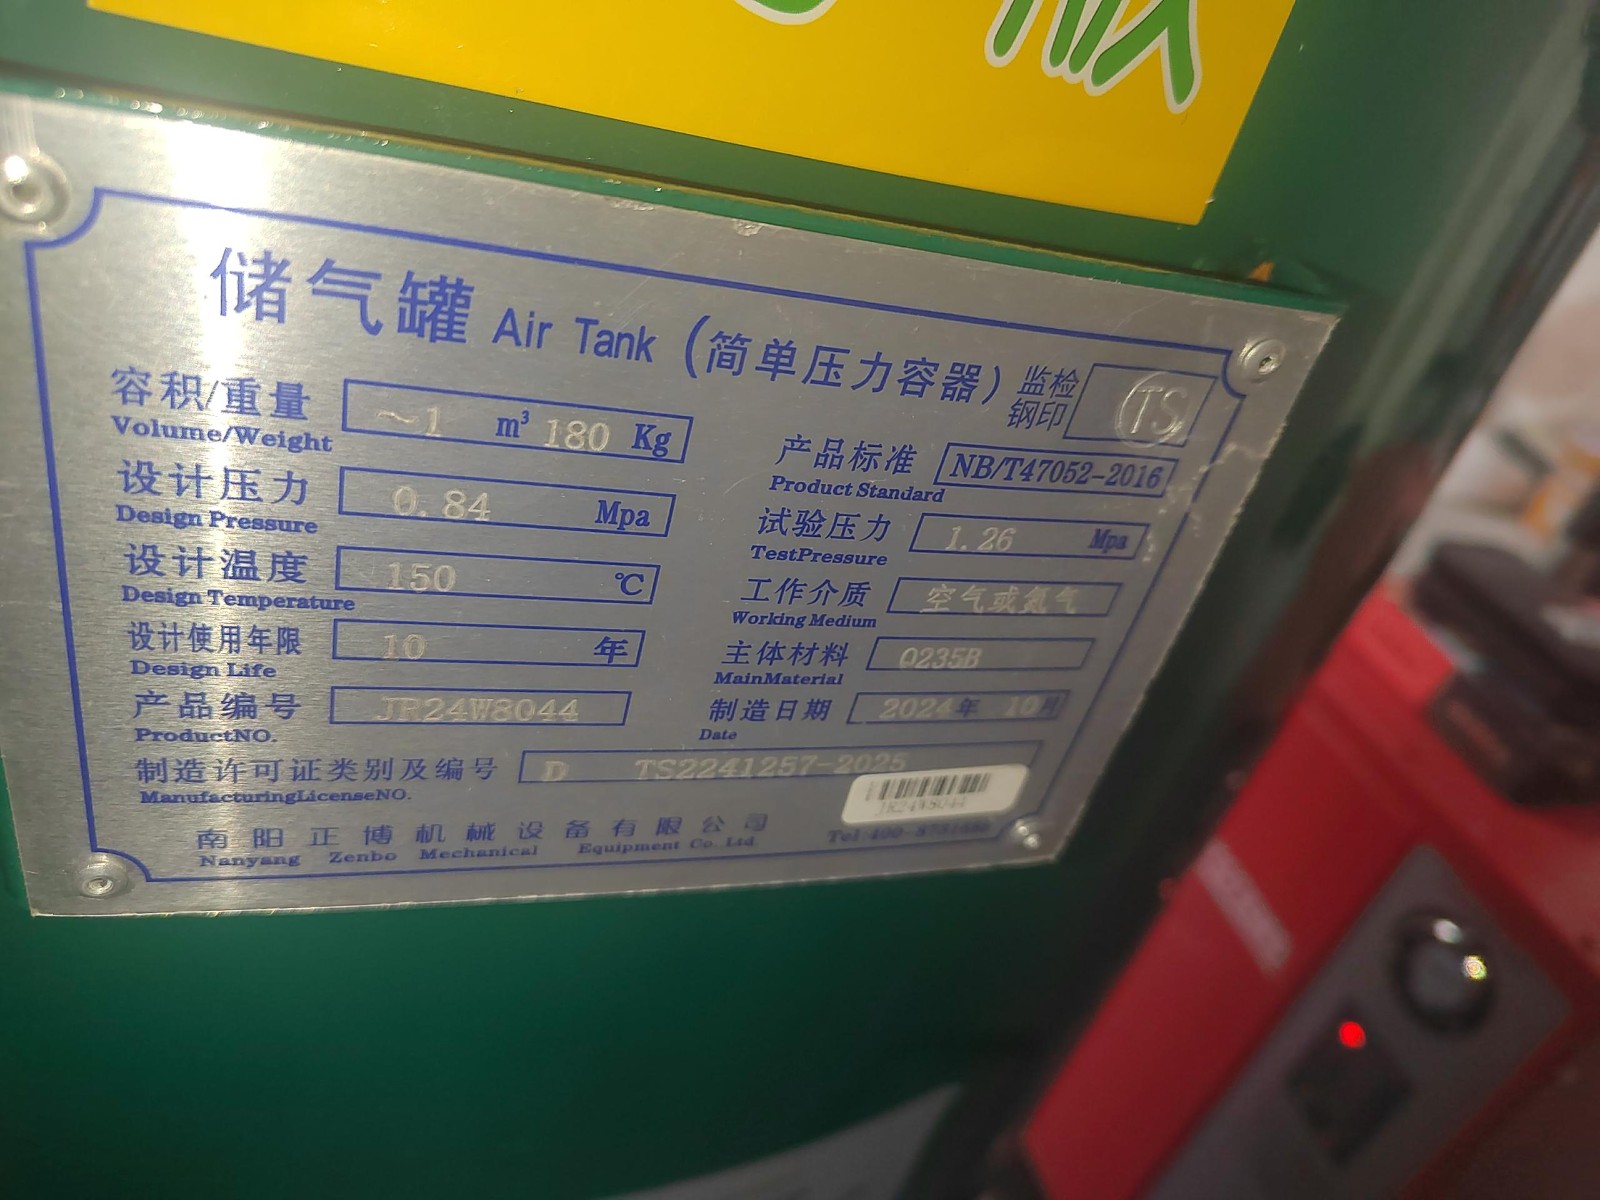 储气罐 Air Tank (简单压力容器) 监检钢印 TS
容积/重量 ~1 m³ 180 Kg
Volume/Weight
产品标准 NB/T47052-2016
Product Standard
设计压力 0.84 Mpa
Design Pressure
试验压力 1.26 Mpa
TestPressure
设计温度 150 ℃
Design Temperature
工作介质 空气或氮气
Working Medium
设计使用年限 10 年
Design Life
主体材料 Q235B
MainMaterial
产品编号 JR24W8044
ProductNO.
制造日期 2024年 10月
Date
制造许可证类别及编号 D TS2241257-2025
ManufacturingLicenseNO.
JR24W8044
南阳正博机械设备有限公司
Nanyang Zenbo Mechanical Equipment Co.,Ltd. Tel 400-